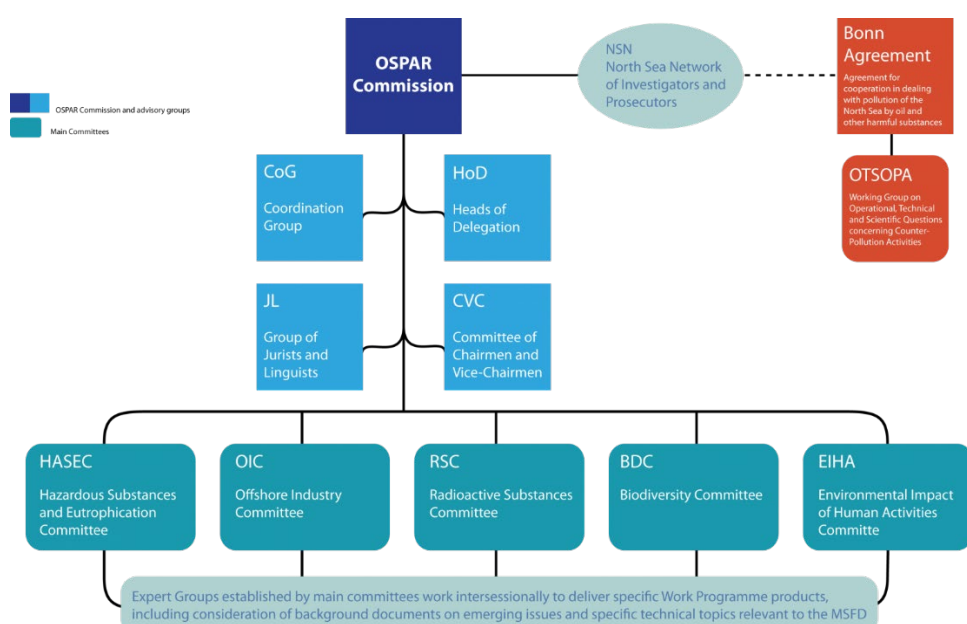 OSPAR
Commission
NSN
North Sea Network
of Investigators and
Prosecutors
Bonn
Agreement
Agreement for
cooperation in dealing
with pollution of the
North Sea by oil and
other harmful substances
OSPAR Commission and advisory groups
Main Committees
CoG
Coordination
Group
HoD
Heads of
Delegation
OTSOPA
Working Group on
Operational, Technical
and Scientific Questions
concerning Counter-
Pollution Activities
JL
Group of
Jurists and
Linguists
CVC
Committee of
Chairmen and
Vice-Chairmen
HASEC
Hazardous Substances
and Eutrophication
Committee
OIC
Offshore Industry
Committee
RSC
Radioactive Substances
Committee
BDC
Biodiversity Committee
EIHA
Environmental Impact
of Human Activities
Committe
Expert Groups established by main committees work intersessionally to deliver specific Work Programme products,
including consideration of background documents on emerging issues and specific technical topics relevant to the MSFD